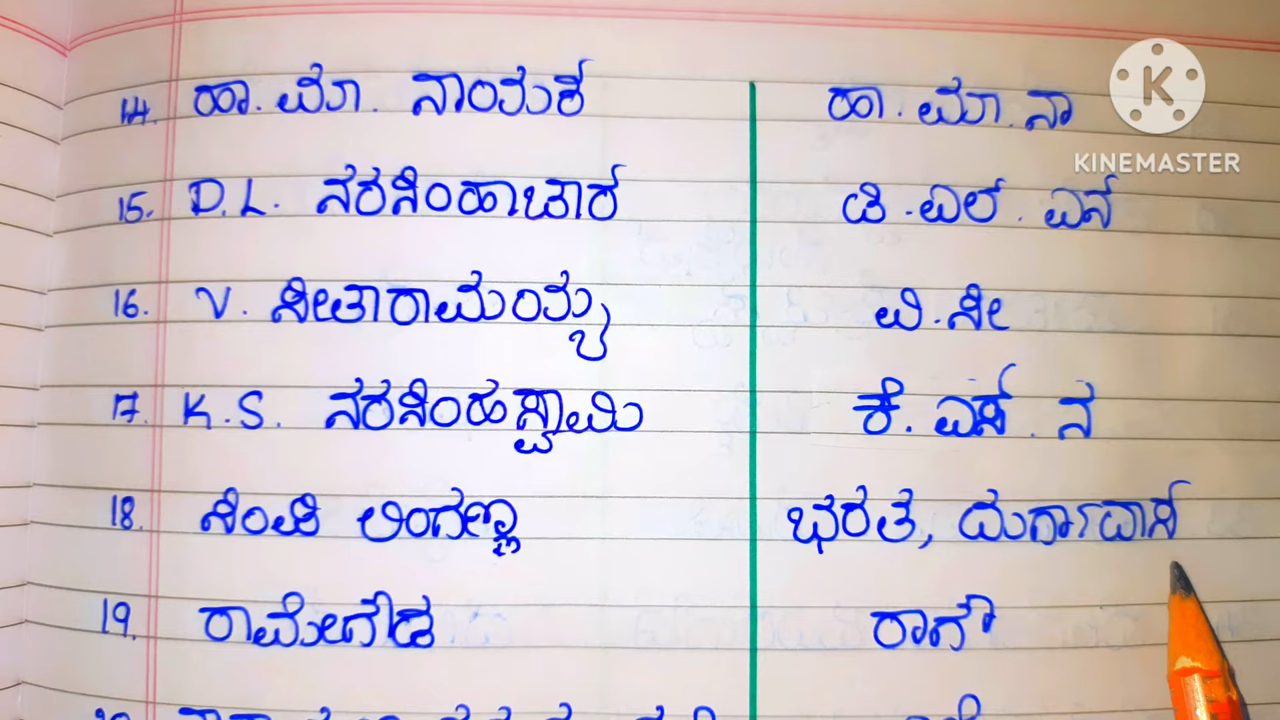 14. ಹಾ. ಮಾ. ನಾಯಕ ಹಾ. ಮಾ. ನಾ
KINEMASTER
15. D.L. ನರಸಿಂಹಾಚಾರ ಡಿ. ಎಲ್. ಎನ್
16. V. ಸೀತಾರಾಮಯ್ಯ ವಿ. ಸೀ
17. K.S. ನರಸಿಂಹಸ್ವಾಮಿ ಕೆ. ಎಸ್. ನ
18. ಸಿಂಪಿ ಲಿಂಗಣ್ಣ ಭರತ, ದುರ್ಗಾದಾಸ್
19. ರಾಮೇಗೌಡ ರಾಗೌ